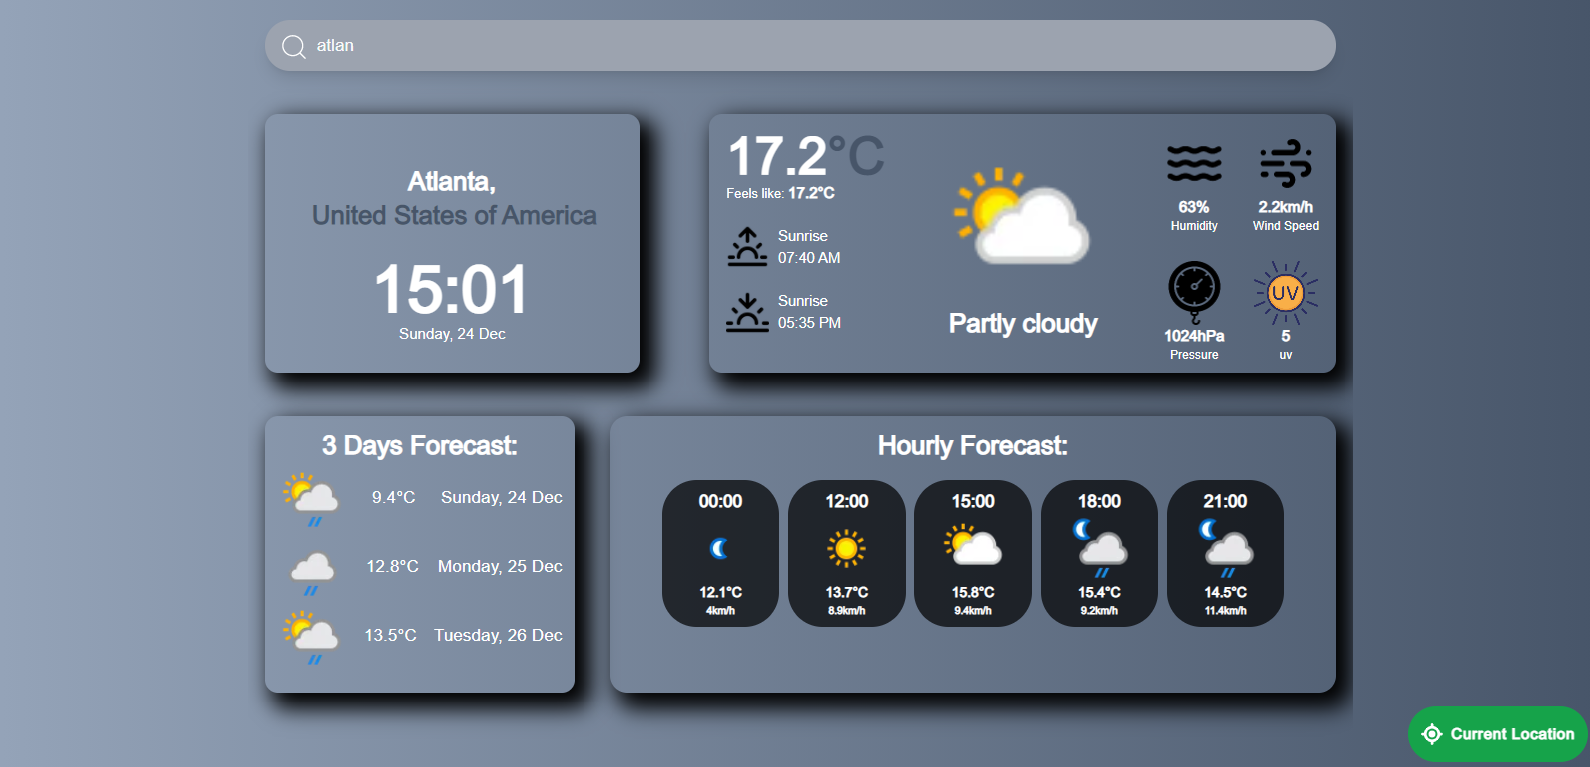 atlan
Atlanta,
United States of America
15:01
Sunday, 24 Dec
17.2°C
Feels like: 17.2°C
Sunrise
07:40 AM
Sunrise
05:35 PM
Partly cloudy
63%
Humidity
2.2km/h
Wind Speed
1024hPa
Pressure
UV
5
uv
3 Days Forecast:
9.4°C Sunday, 24 Dec
12.8°C Monday, 25 Dec
13.5°C Tuesday, 26 Dec
Hourly Forecast:
00:00
12.1°C
4km/h
12:00
13.7°C
8.9km/h
15:00
15.8°C
9.4km/h
18:00
15.4°C
9.2km/h
21:00
14.5°C
11.4km/h
Current Location